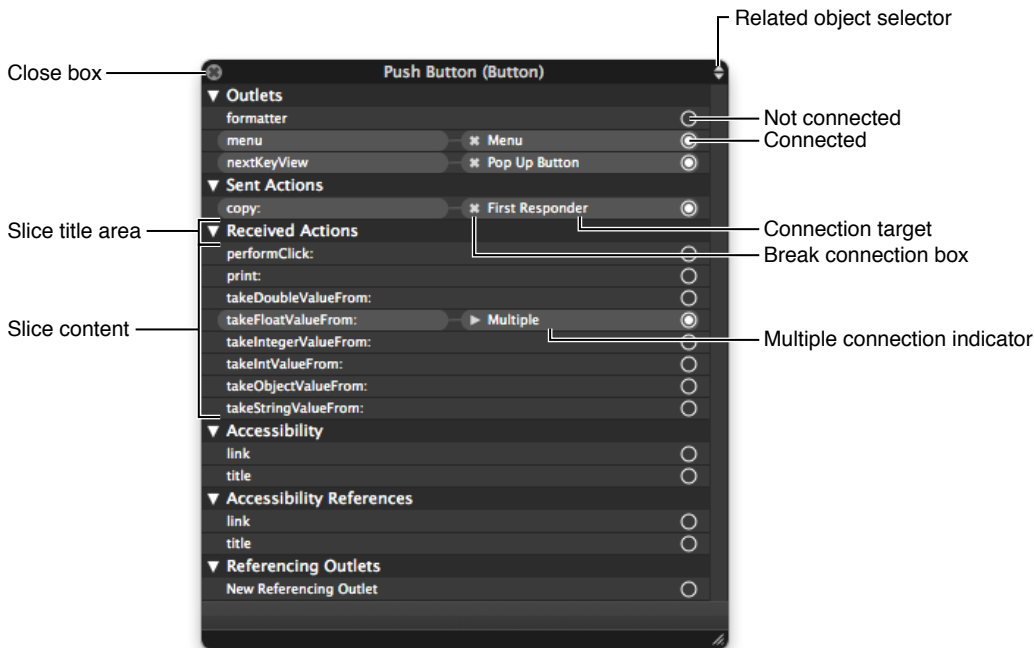 Related object selector
Close box
Push Button (Button)
Outlets
formatter
Not connected
menu
Menu
Connected
nextKeyView
Pop Up Button
Sent Actions
copy:
First Responder
Slice title area
Received Actions
Connection target
performClick:
Break connection box
print:
takeDoubleValueFrom:
Slice content
takeFloatValueFrom:
Multiple
Multiple connection indicator
takeIntegerValueFrom:
takeIntValueFrom:
takeObjectValueFrom:
takeStringValueFrom:
Accessibility
link
title
Accessibility References
link
title
Referencing Outlets
New Referencing Outlet